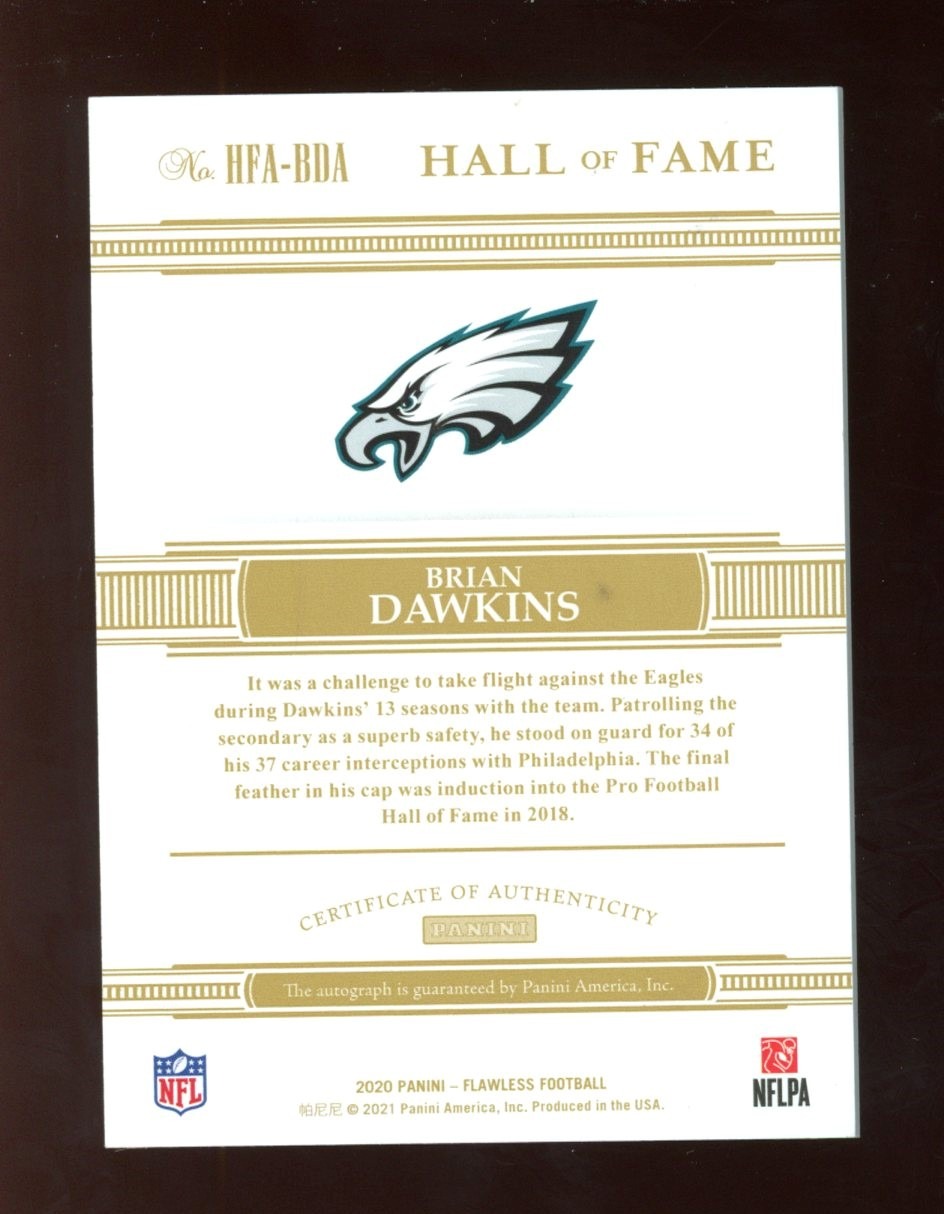 No. HFA-BDA HALL OF FAME
BRIAN
DAWKINS
It was a challenge to take flight against the Eagles
during Dawkins’ 13 seasons with the team. Patrolling the
secondary as a superb safety, he stood on guard for 34 of
his 37 career interceptions with Philadelphia. The final
feather in his cap was induction into the Pro Football
Hall of Fame in 2018.
CERTIFICATE OF AUTHENTICITY
PANINI
The autograph is guaranteed by Panini America, Inc.
NFL
2020 PANINI – FLAWLESS FOOTBALL
帕尼尼 © 2021 Panini America, Inc. Produced in the USA.
NFLPA